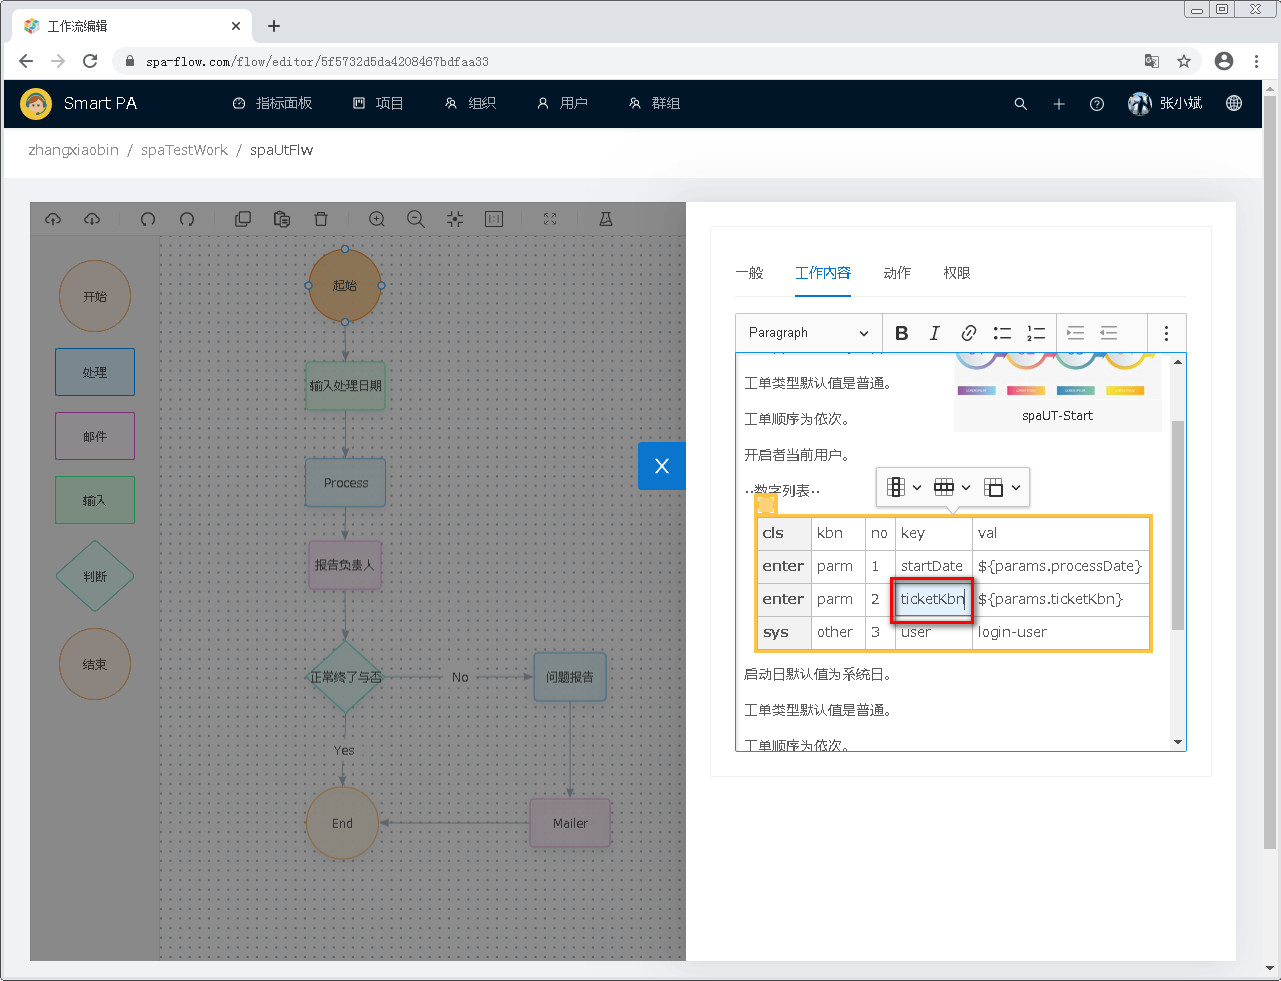 工作流编辑
spa-flow.com/flow/editor/5f5732d5da4208467bdfaa33
Smart PA
指标面板
项目
组织
用户
群组
张小斌
zhangxiaobin / spaTestWork / spaUtFlw
开始
处理
邮件
输入
判断
结束
起始
输入处理日期
Process
报告负责人
正常终了与否
No
问题报告
Yes
End
Mailer
一般
工作内容
动作
权限
Paragraph
工单类型默认值是普通。
spaUT-Start
工单顺序为依次。
开启者当前用户。
··数字列表··
cls kbn no key val
enter parm 1 startDate ${params.processDate}
enter parm 2 ticketKbn ${params.ticketKbn}
sys other 3 user login-user
启动日默认值为系统日。
工单类型默认值是普通。
工单顺序为依次。